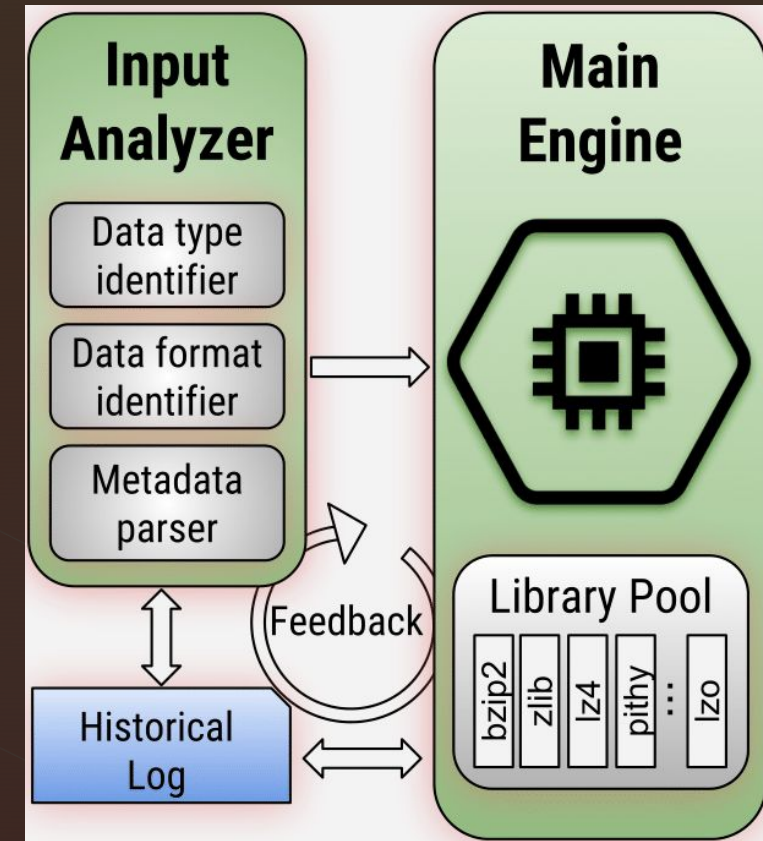 Input
Analyzer
Data type
identifier
Data format
identifier
Metadata
parser
Feedback
Historical
Log
Main
Engine
Library Pool
bzip2
zlib
lz4
pithy
...
lzo